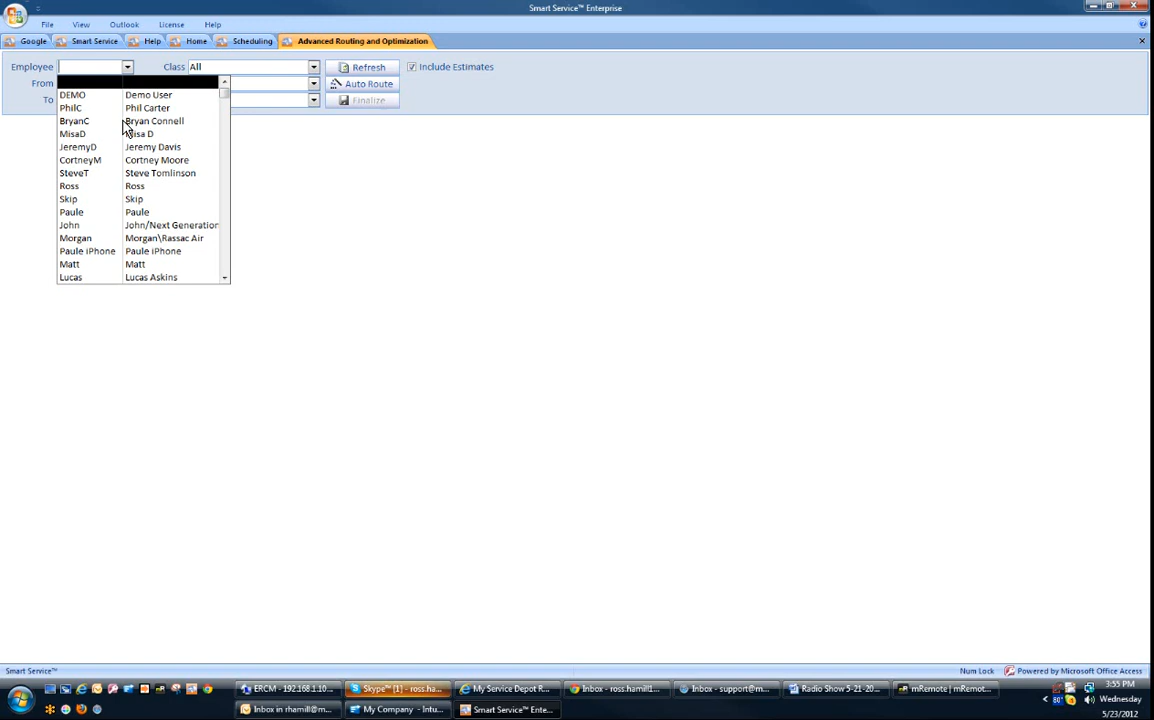 Smart Service™ Enterprise
File View Outlook License Help
Google Smart Service Help Home Scheduling Advanced Routing and Optimization
Employee Class All Refresh Include Estimates
From Auto Route
To Finalize
DEMO Demo User
PhilC Phil Carter
BryanC Bryan Connell
MisaD Misa D
JeremyD Jeremy Davis
CortneyM Cortney Moore
SteveT Steve Tomlinson
Ross Ross
Skip Skip
Paule Paule
John John/Next Generation
Morgan Morgan\Rassac Air
Paule iPhone Paule iPhone
Matt Matt
Lucas Lucas Askins
Smart Service™ Num Lock Powered by Microsoft Office Access
ERCM - 192.168.1.10... Skype™ [1] - ross.ha... My Service Depot R... Inbox - ross.hamill1... Inbox - support@m... Radio Show 5-21-20... mRemote | mRemot... 3:55 PM
80° Wednesday
Inbox in rhamill@m... My Company - Intu... Smart Service™ Ente... 5/23/2012